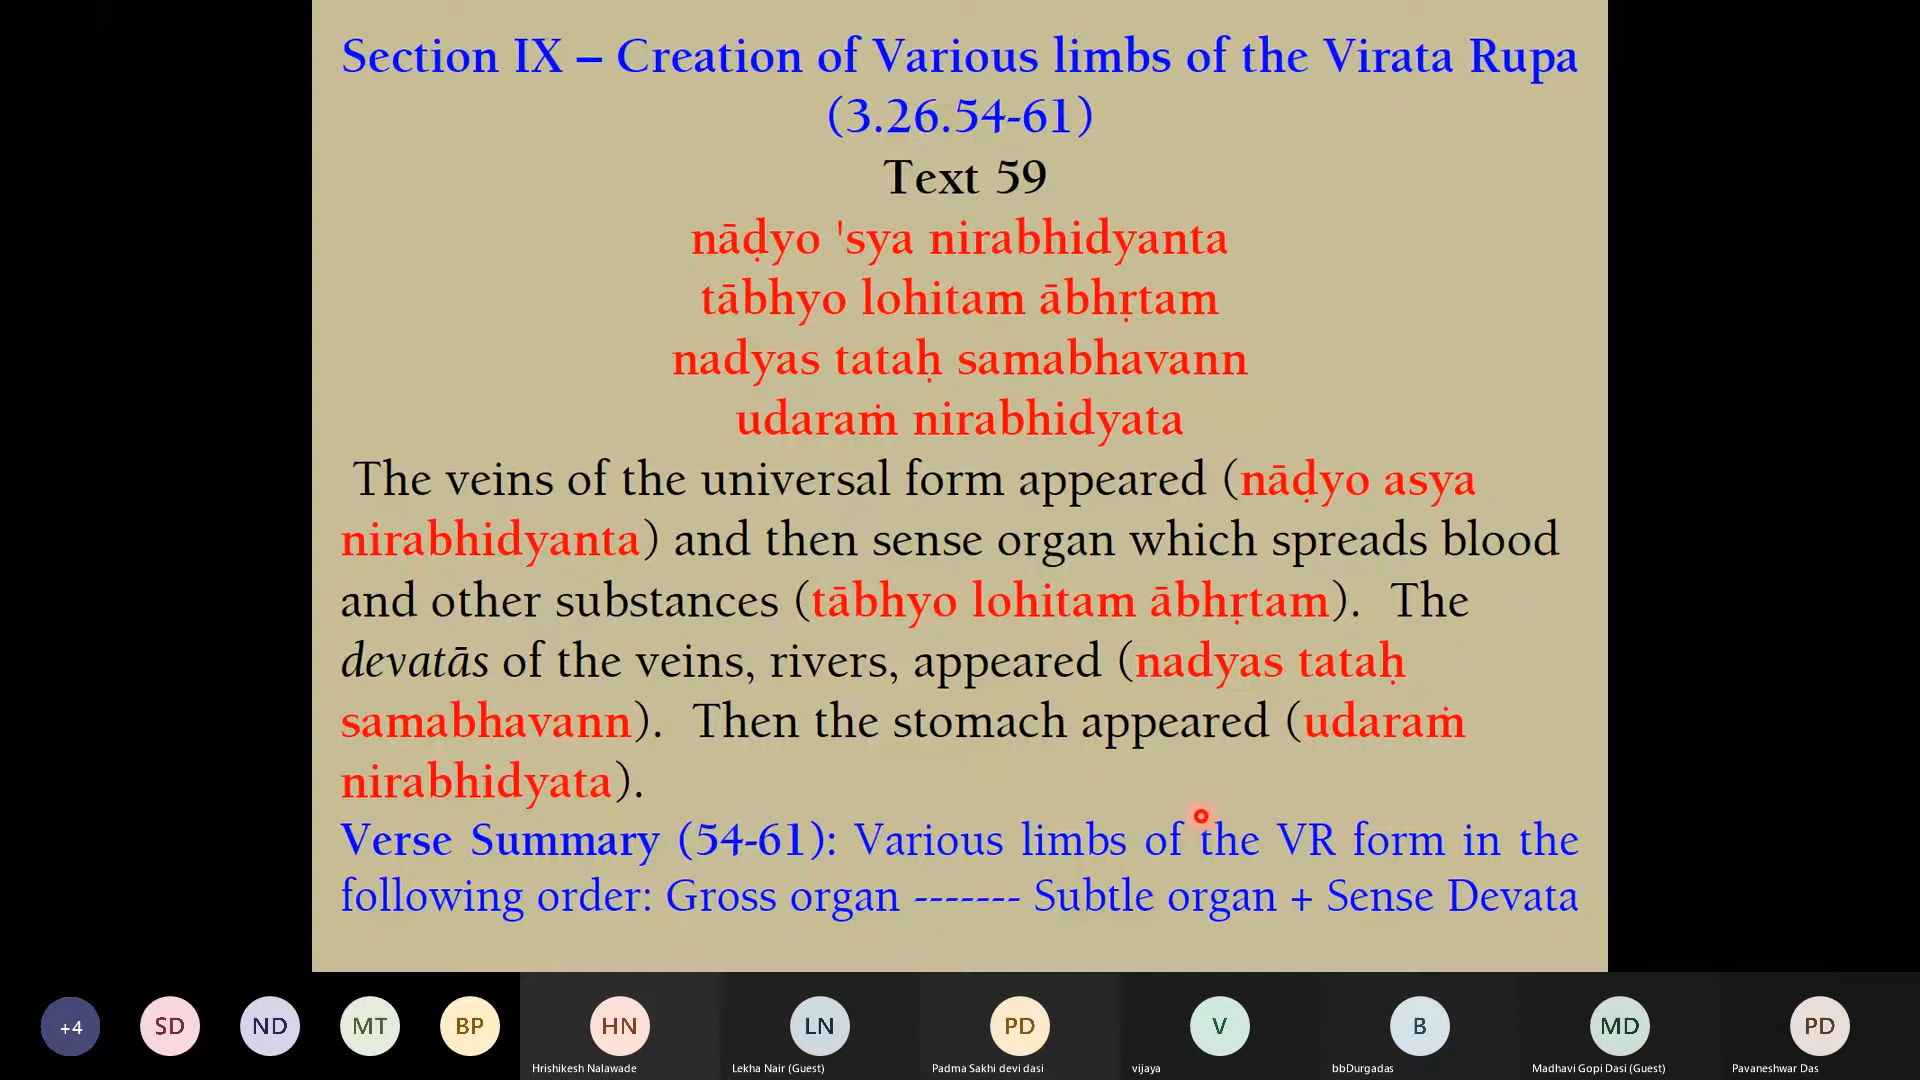 Section IX – Creation of Various limbs of the Virata Rupa
(3.26.54-61)
Text 59
nāḍyo 'sya nirabhidyanta
tābhyo lohitam ābhṛtam
nadyas tataḥ samabhavann
udaraṁ nirabhidyata
The veins of the universal form appeared (nāḍyo asya
nirabhidyanta) and then sense organ which spreads blood
and other substances (tābhyo lohitam ābhṛtam).  The
devatās of the veins, rivers, appeared (nadyas tataḥ
samabhavann).  Then the stomach appeared (udaraṁ
nirabhidyata).
Verse Summary (54-61): Various limbs of the VR form in the
following order: Gross organ ------- Subtle organ + Sense Devata
+4 SD ND MT BP HN LN PD V B MD PD
Hrishikesh Nalawade Lekha Nair (Guest) Padma Sakhi devi dasi vijaya bbDurgadas Madhavi Gopi Dasi (Guest) Pavaneshwar Das